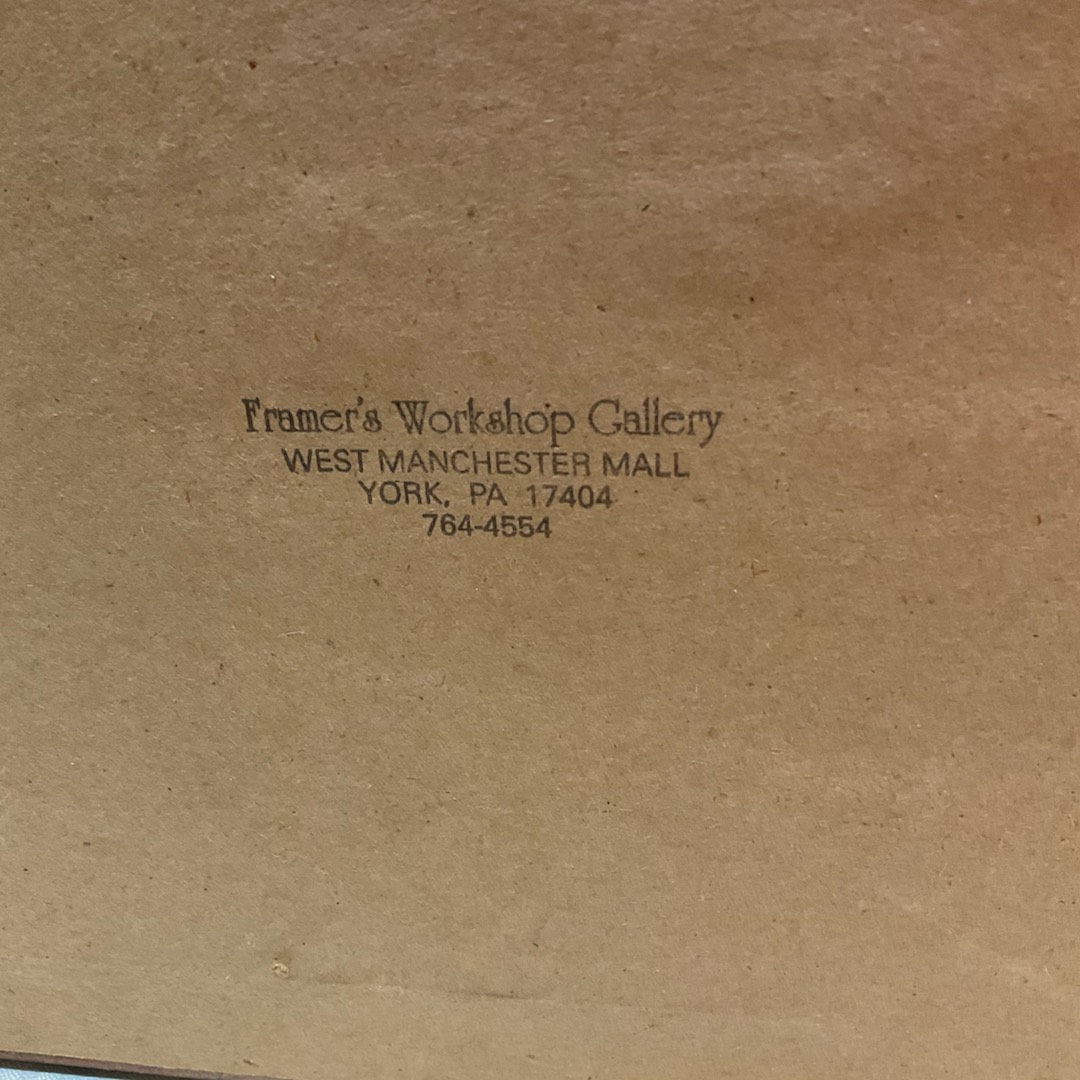 Framer's Workshop Gallery
WEST MANCHESTER MALL
YORK, PA 17404
764-4554